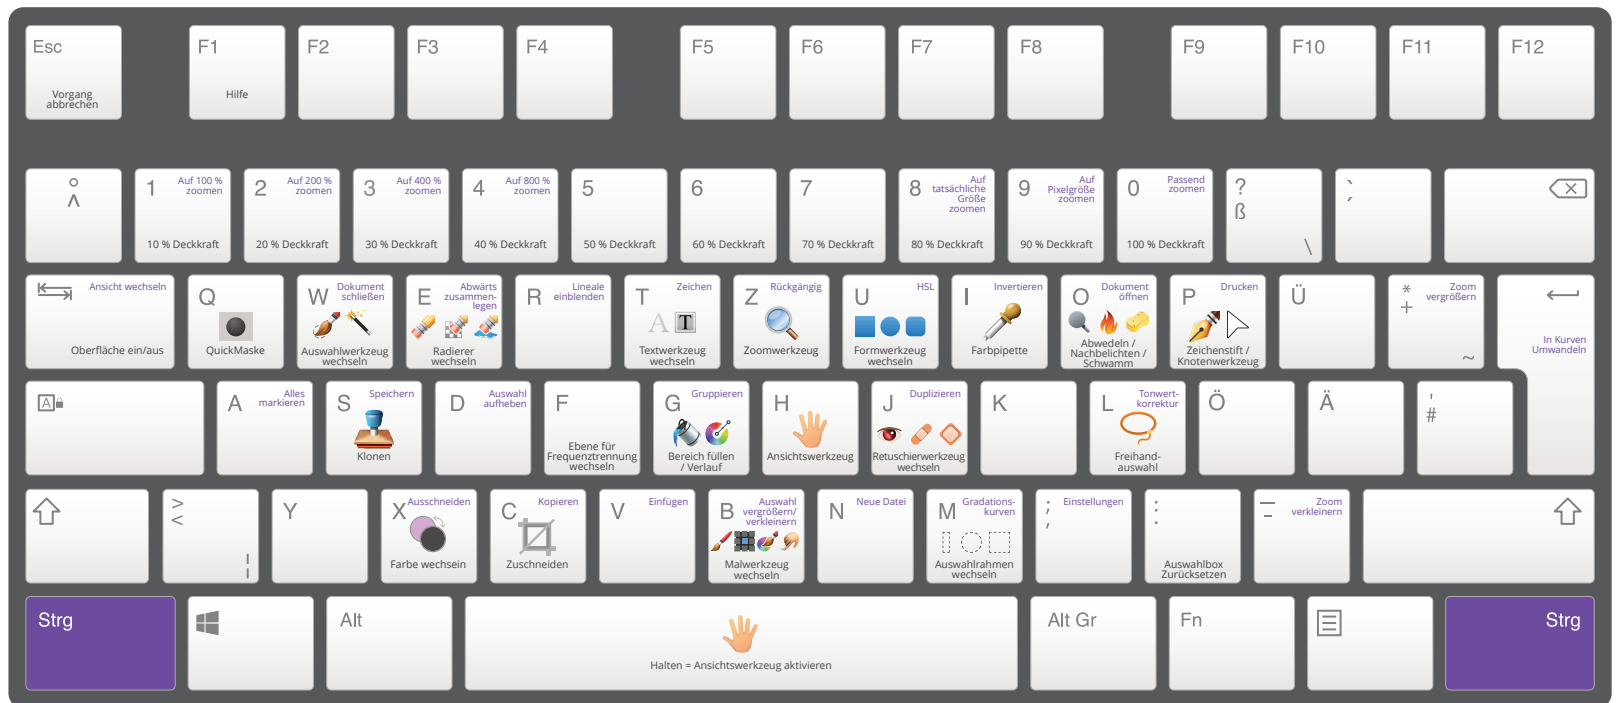 Esc
Vorgang
abbrechen
F1
Hilfe
F2
F3
F4
F5
F6
F7
F8
F9
F10
F11
F12
°
^
1
Auf 100 %
zoomen
10 % Deckkraft
2
Auf 200 %
zoomen
20 % Deckkraft
3
Auf 400 %
zoomen
30 % Deckkraft
4
Auf 800 %
zoomen
40 % Deckkraft
5
50 % Deckkraft
6
60 % Deckkraft
7
70 % Deckkraft
8
Auf
tatsächliche
Größe
zoomen
80 % Deckkraft
9
Auf
Pixelgröße
zoomen
90 % Deckkraft
0
Passend
zoomen
100 % Deckkraft
?
ß
\
`
´
Ansicht wechseln
Oberfläche ein/aus
Q
QuickMaske
W
Dokument
schließen
Auswahlwerkzeug
wechseln
E
Abwärts
zusammen-
legen
Radierer
wechseln
R
Lineale
einblenden
T
Zeichen
A T
Textwerkzeug
wechseln
Z
Rückgängig
Zoomwerkzeug
U
HSL
Formwerkzeug
wechseln
I
Invertieren
Farbpipette
O
Dokument
öffnen
Abwedeln /
Nachbelichten /
Schwamm
P
Drucken
Zeichenstift /
Knotenwerkzeug
Ü
*
+
Zoom
vergrößern
~
In Kurven
Umwandeln
A
A
Alles
markieren
S
Speichern
Klonen
D
Auswahl
aufheben
F
Ebene für
Frequenztrennung
wechseln
G
Gruppieren
Bereich füllen
/ Verlauf
H
Ansichtswerkzeug
J
Duplizieren
Retuschierwerkzeug
wechseln
K
L
Tonwert-
korrektur
Freihand-
auswahl
Ö
Ä
'
#
>
<
¦
Y
X
Ausschneiden
Farbe wechsein
C
Kopieren
Zuschneiden
V
Einfügen
B
Auswahl
vergrößern/
verkleinern
Malwerkzeug
wechseln
N
Neue Datei
M
Gradations-
kurven
Auswahlrahmen
wechseln
;
,
Einstellungen
:
.
Auswahlbox
Zurücksetzen
_
-
Zoom
verkleinern
Strg
Alt
Halten = Ansichtswerkzeug aktivieren
Alt Gr
Fn
Strg